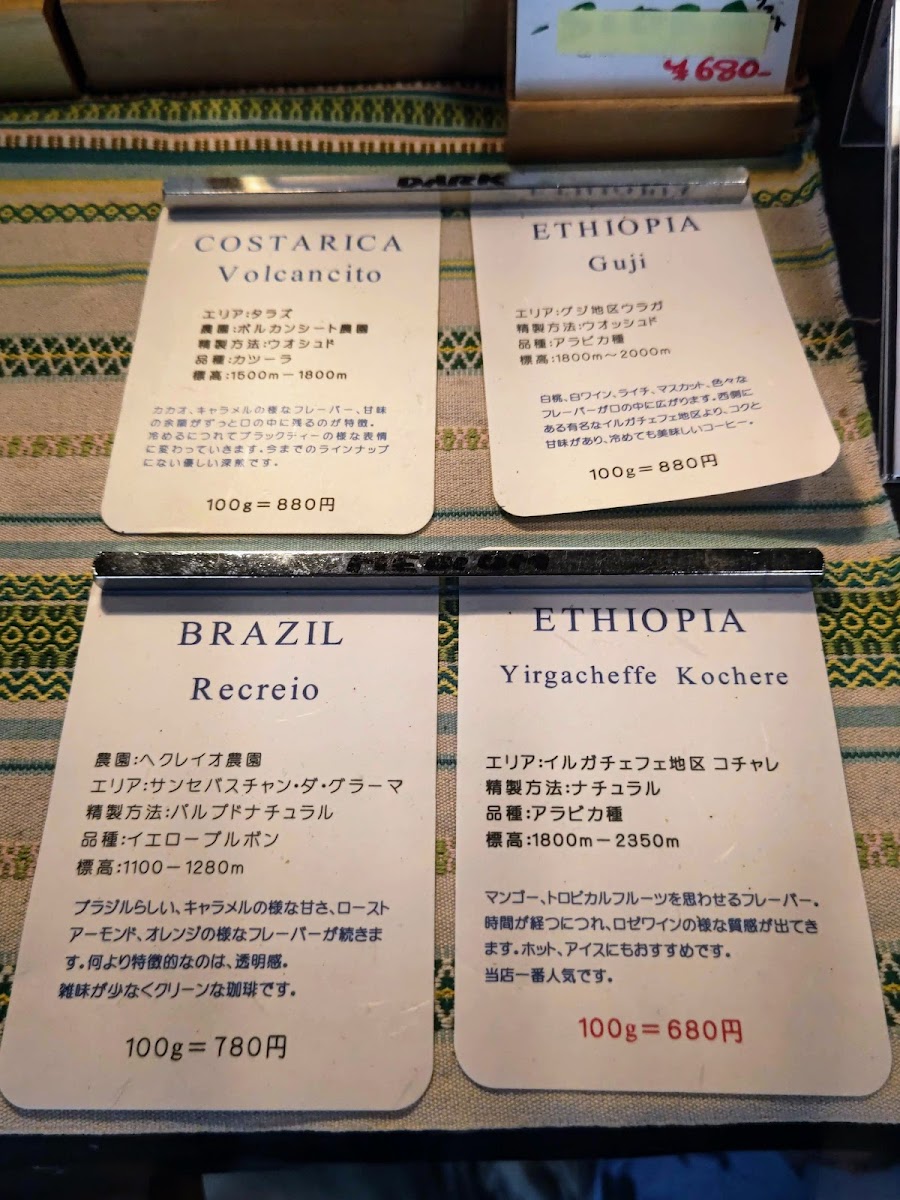 ¥680-
DARK
COSTARICA
Volcancito
エリア:タラズ
農園:ボルカンシート農園
精製方法:ウオシュド
品種:カツーラ
標高:1500m－1800m
カカオ、キャラメルの様なフレーバー、甘味
の余韻がずっと口の中に残るのが特徴。
冷めるにつれてブラックティーの様な表情
に変わっていきます。今までのラインナップ
にない優しい深煎です。
100g＝880円
ETHIOPIA
Guji
エリア:グジ地区ウラガ
精製方法:ウオッシュド
品種:アラビカ種
標高:1800m～2000m
白桃、白ワイン、ライチ、マスカット、色々な
フレーバーが口の中に広がります。西側に
ある有名なイルガチェフェ地区より、コクと
甘味があり、冷めても美味しいコーヒー。
100g＝880円
MEDIUM
BRAZIL
Recreio
農園:ヘクレイオ農園
エリア:サンセバスチャン・ダ・グラーマ
精製方法:パルプドナチュラル
品種:イエローブルボン
標高:1100－1280m
ブラジルらしい、キャラメルの様な甘さ、ロースト
アーモンド、オレンジの様なフレーバーが続きま
す。何より特徴的なのは、透明感。
雑味が少なくクリーンな珈琲です。
100g＝780円
ETHIOPIA
Yirgacheffe Kochere
エリア:イルガチェフェ地区 コチャレ
精製方法:ナチュラル
品種:アラビカ種
標高:1800m－2350m
マンゴー、トロピカルフルーツを思わせるフレーバー。
時間が経つにつれ、ロゼワインの様な質感が出てき
ます。ホット、アイスにもおすすめです。
当店一番人気です。
100g＝680円